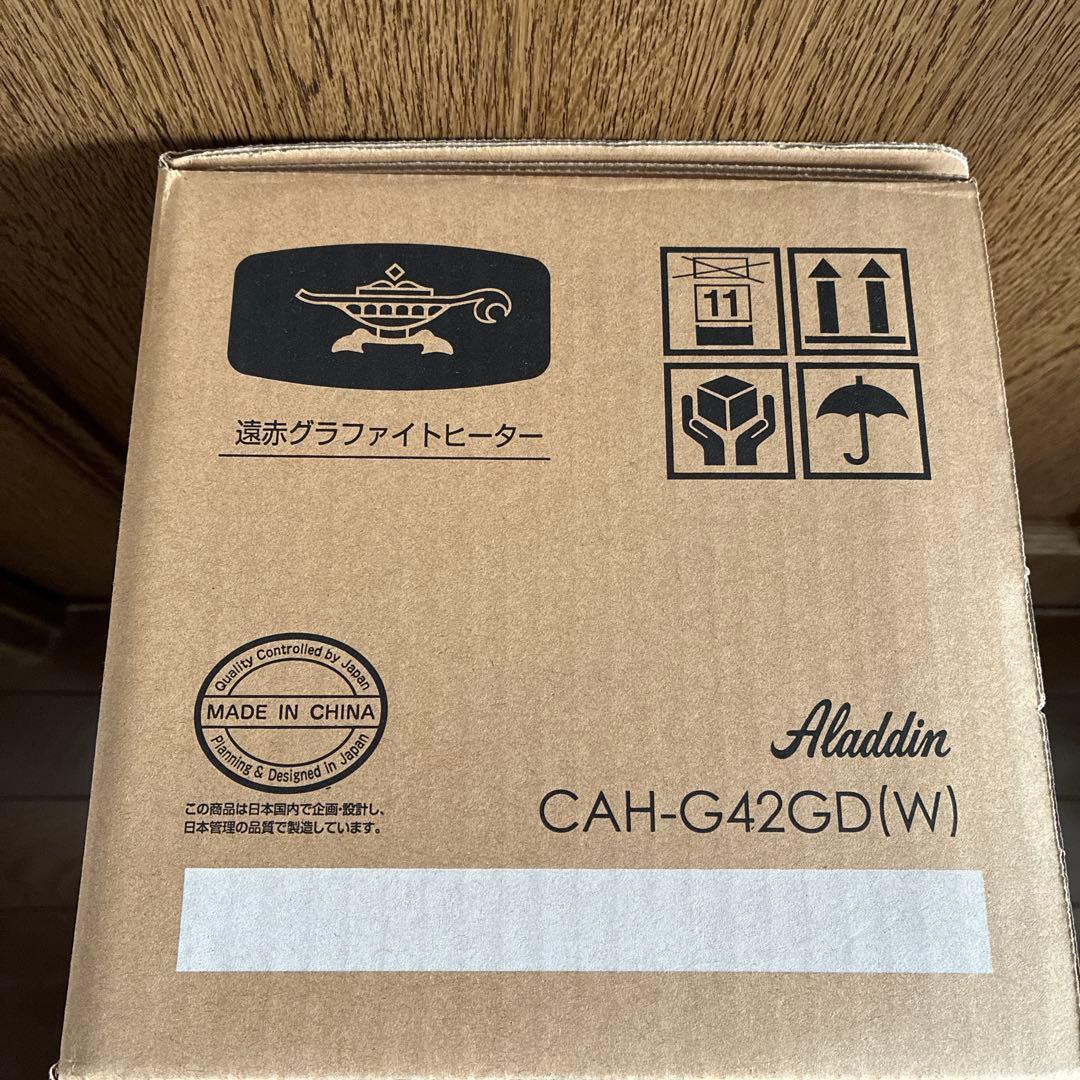 遠赤グラファイトヒーター
11
Quality Controlled by Japan
MADE IN CHINA
Planning & Designed in Japan
この商品は日本国内で企画・設計し、
日本管理の品質で製造しています。
Aladdin
CAH-G42GD(W)